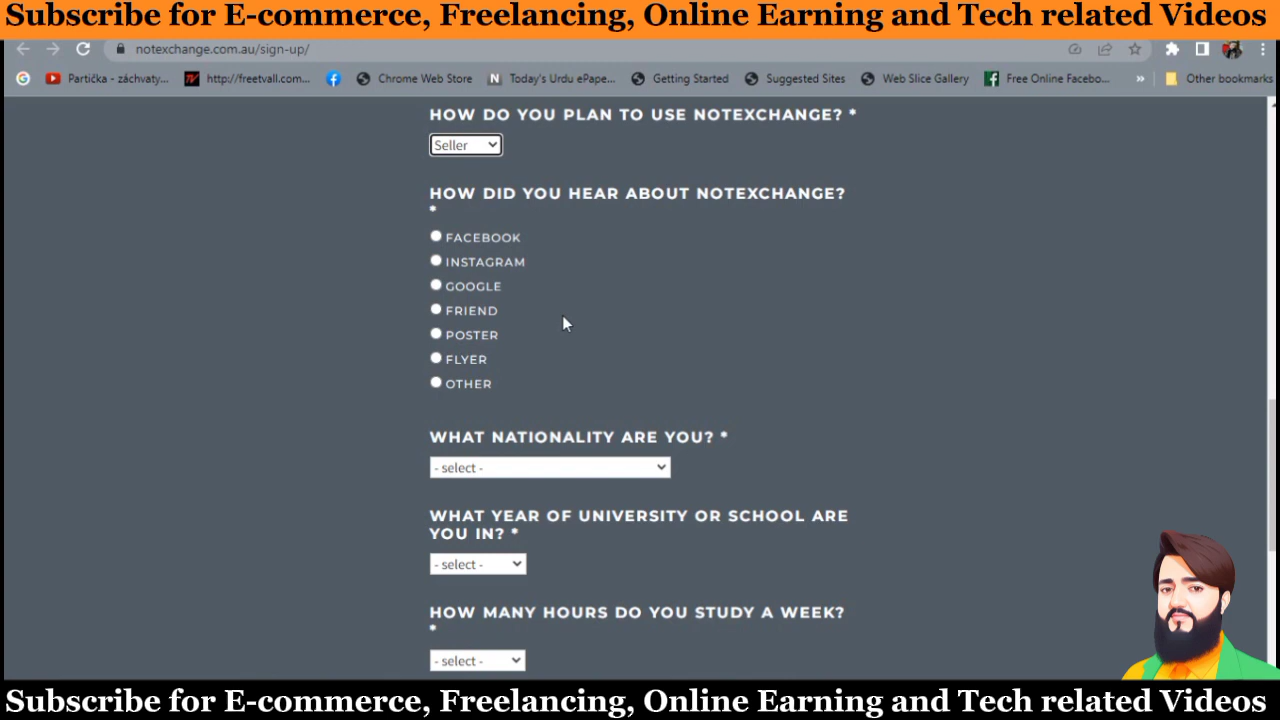 Subscribe for E-commerce, Freelancing, Online Earning and Tech related Videos
notexchange.com.au/sign-up/
Partička - záchvaty... http://freetvall.com... Chrome Web Store Today's Urdu ePape... Getting Started Suggested Sites Web Slice Gallery Free Online Facebo... » Other bookmarks
HOW DO YOU PLAN TO USE NOTEXCHANGE? *
Seller
HOW DID YOU HEAR ABOUT NOTEXCHANGE?
*
FACEBOOK
INSTAGRAM
GOOGLE
FRIEND
POSTER
FLYER
OTHER
WHAT NATIONALITY ARE YOU? *
- select -
WHAT YEAR OF UNIVERSITY OR SCHOOL ARE
YOU IN? *
- select -
HOW MANY HOURS DO YOU STUDY A WEEK?
*
- select -
Subscribe for E-commerce, Freelancing, Online Earning and Tech related Videos